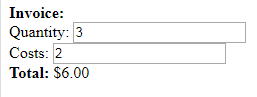 Invoice:
Quantity: 3
Costs: 2
Total: $6.00